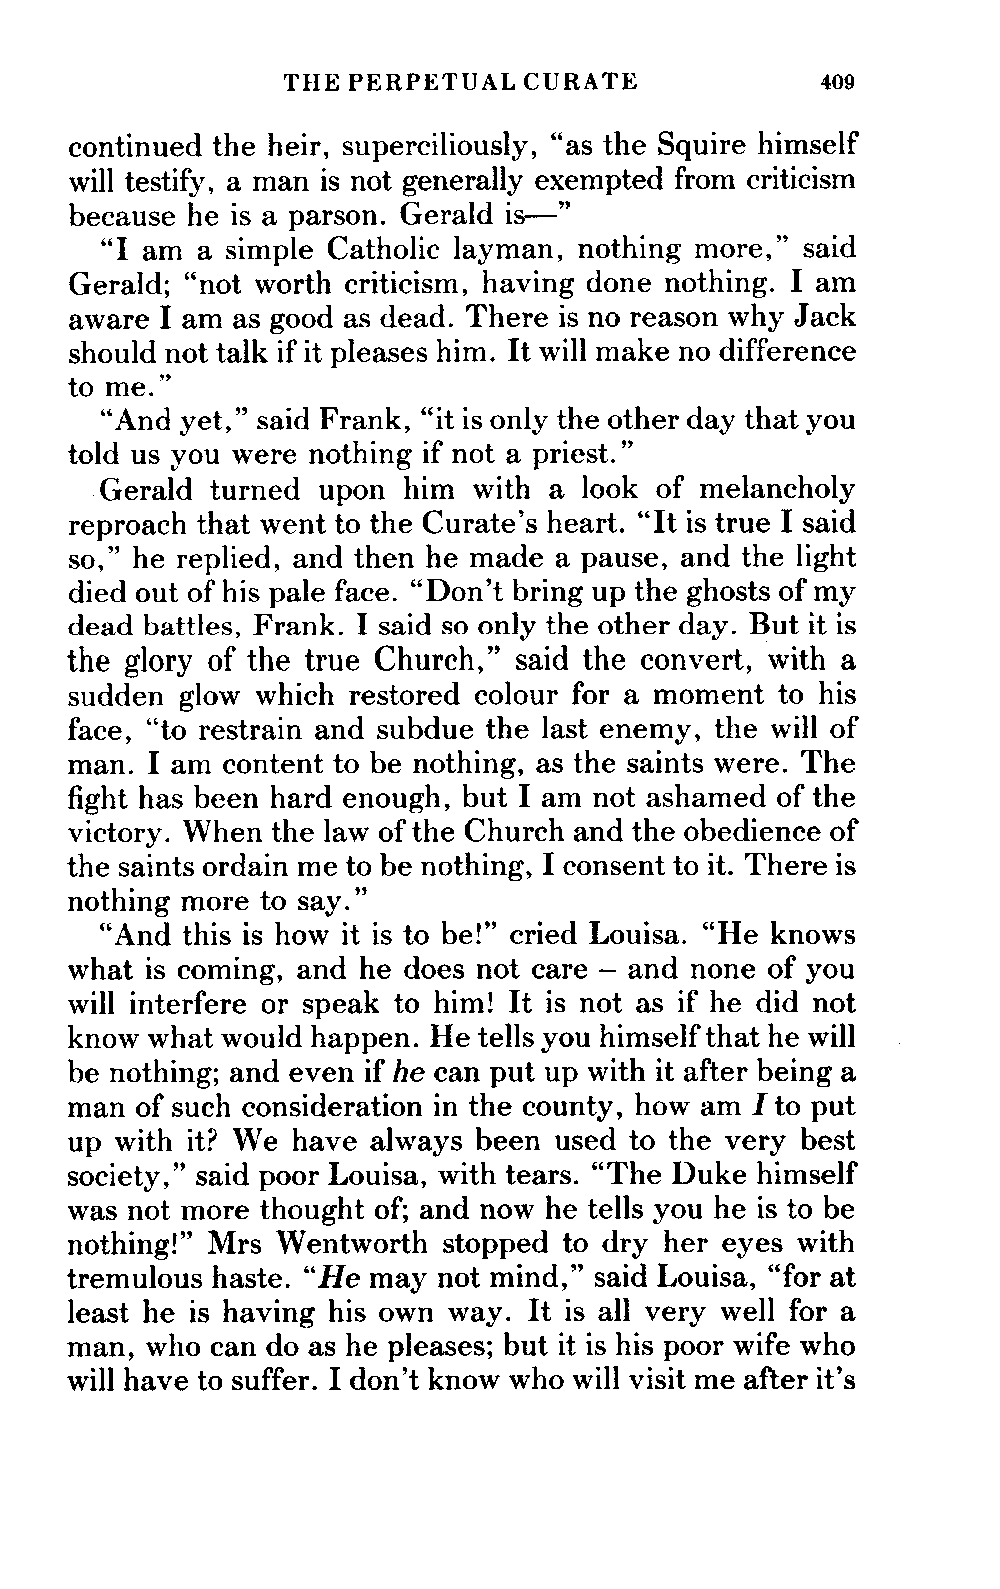 THE PERPETUAL CURATE 409
continued the heir, superciliously, “as the Squire himself
will testify, a man is not generally exempted from criticism
because he is a parson. Gerald is—”
“I am a simple Catholic layman, nothing more,” said
Gerald; “not worth criticism, having done nothing. I am
aware I am as good as dead. There is no reason why Jack
should not talk if it pleases him. It will make no difference
to me.”
“And yet,” said Frank, “it is only the other day that you
told us you were nothing if not a priest.”
Gerald turned upon him with a look of melancholy
reproach that went to the Curate’s heart. “It is true I said
so,” he replied, and then he made a pause, and the light
died out of his pale face. “Don’t bring up the ghosts of my
dead battles, Frank. I said so only the other day. But it is
the glory of the true Church,” said the convert, with a
sudden glow which restored colour for a moment to his
face, “to restrain and subdue the last enemy, the will of
man. I am content to be nothing, as the saints were. The
fight has been hard enough, but I am not ashamed of the
victory. When the law of the Church and the obedience of
the saints ordain me to be nothing, I consent to it. There is
nothing more to say.”
“And this is how it is to be!” cried Louisa. “He knows
what is coming, and he does not care – and none of you
will interfere or speak to him! It is not as if he did not
know what would happen. He tells you himself that he will
be nothing; and even if he can put up with it after being a
man of such consideration in the county, how am I to put
up with it? We have always been used to the very best
society,” said poor Louisa, with tears. “The Duke himself
was not more thought of; and now he tells you he is to be
nothing!” Mrs Wentworth stopped to dry her eyes with
tremulous haste. “He may not mind,” said Louisa, “for at
least he is having his own way. It is all very well for a
man, who can do as he pleases; but it is his poor wife who
will have to suffer. I don’t know who will visit me after it’s